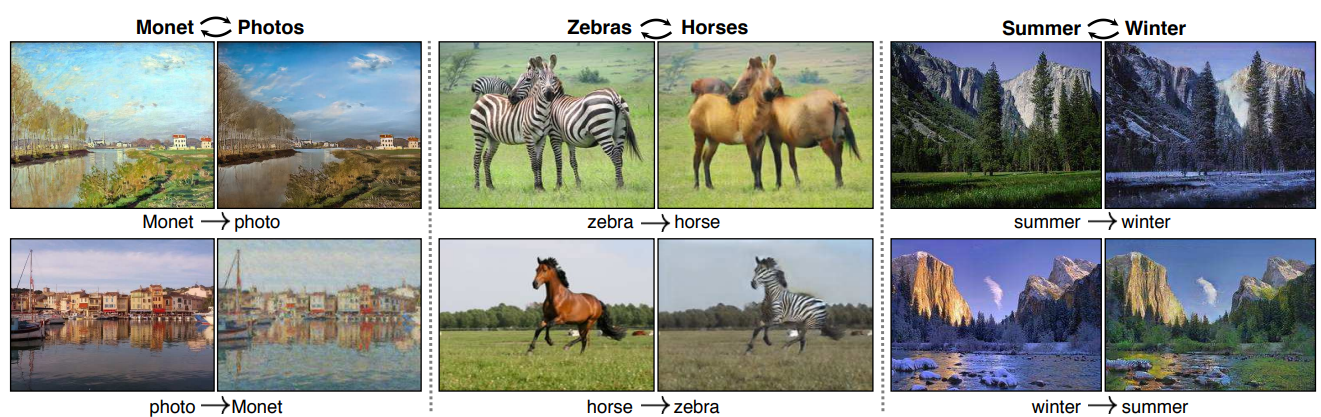 Monet Photos
Monet → photo
photo → Monet
Zebras Horses
zebra → horse
horse → zebra
Summer Winter
summer → winter
winter → summer